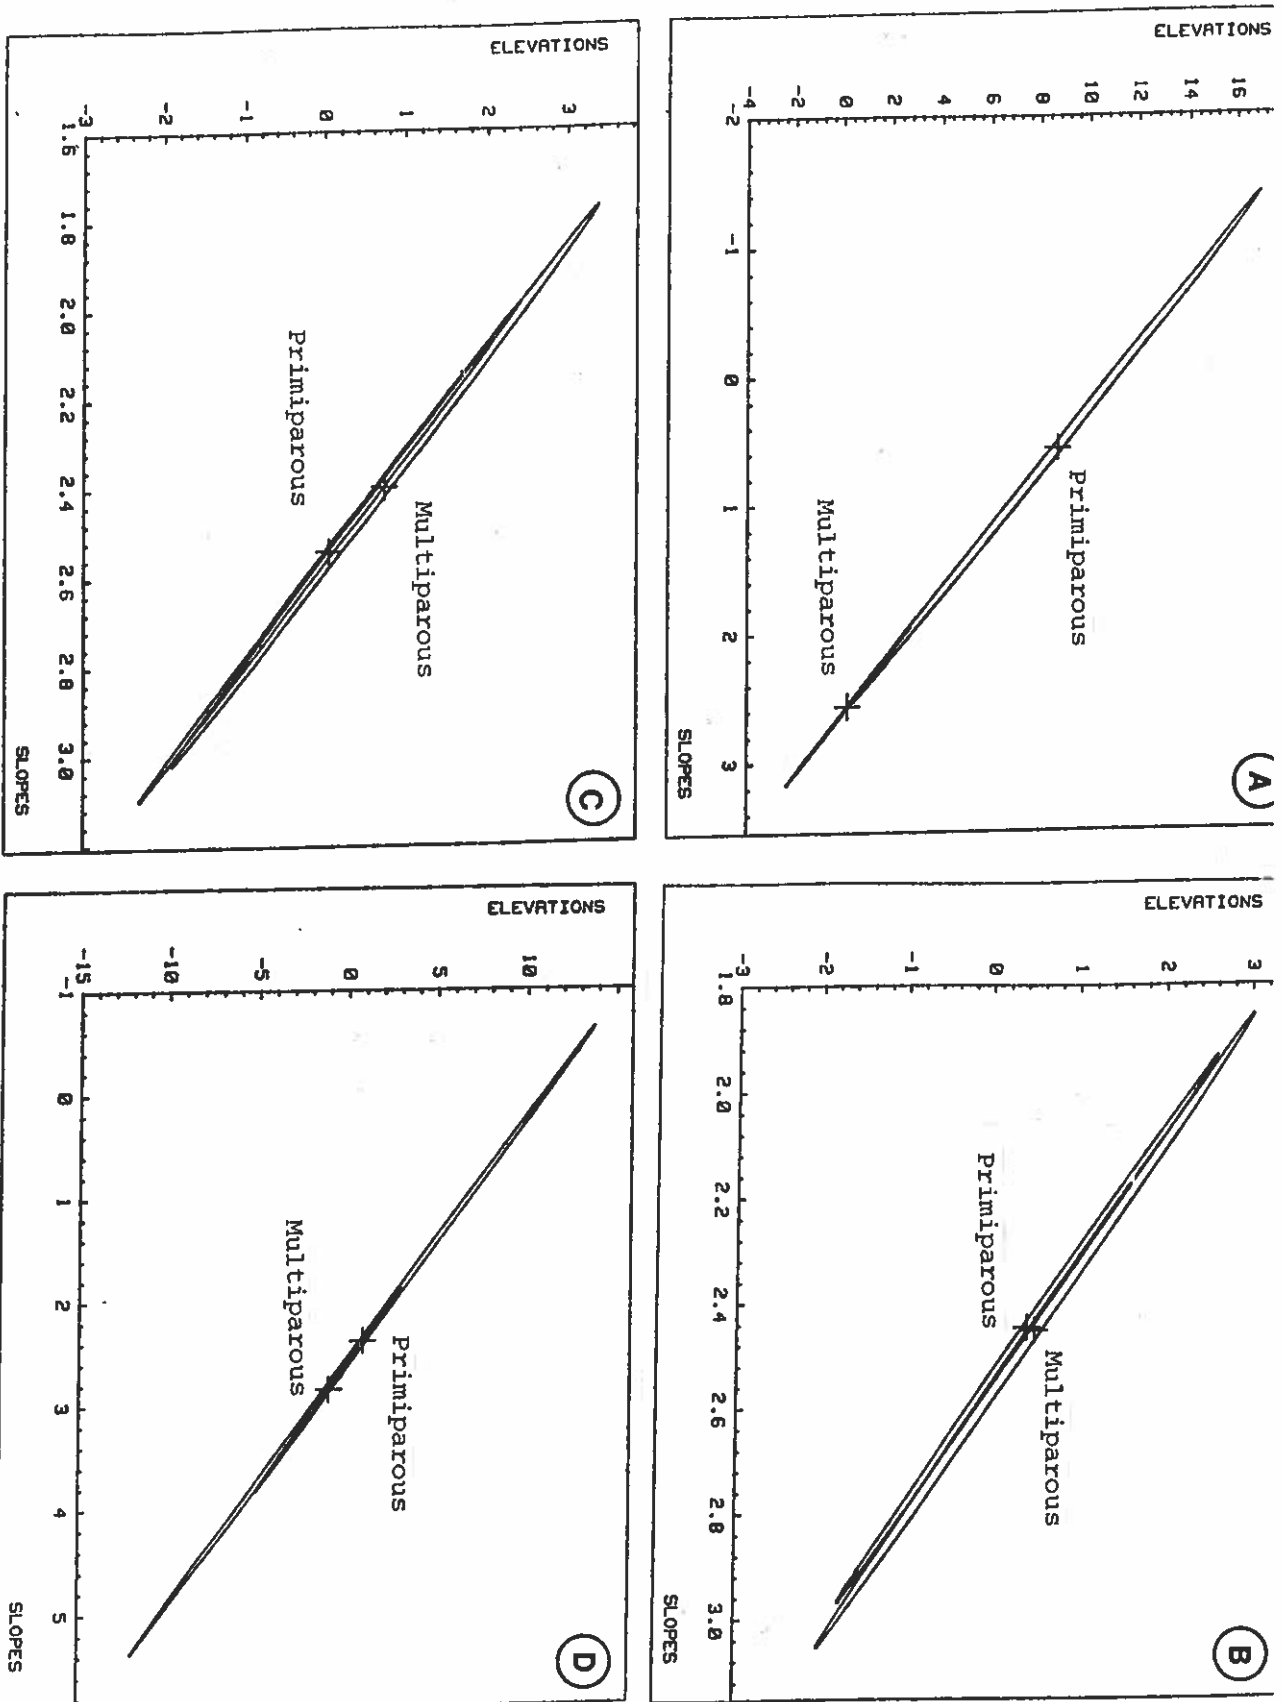 ELEVATIONS
16
14
12
10
8
6
4
2
0
-2
-4
-2
-1
0
1
2
3
SLOPES
Primiparous
Multiparous
A
ELEVATIONS
3
2
1
0
-1
-2
-3
1.8
2.0
2.2
2.4
2.6
2.8
3.0
SLOPES
Primiparous
Multiparous
B
ELEVATIONS
3
2
1
0
-1
-2
-3
1.6
1.8
2.0
2.2
2.4
2.6
2.8
3.0
SLOPES
Primiparous
Multiparous
C
ELEVATIONS
10
5
0
-5
-10
-15
-1
0
1
2
3
4
5
SLOPES
Multiparous
Primiparous
D